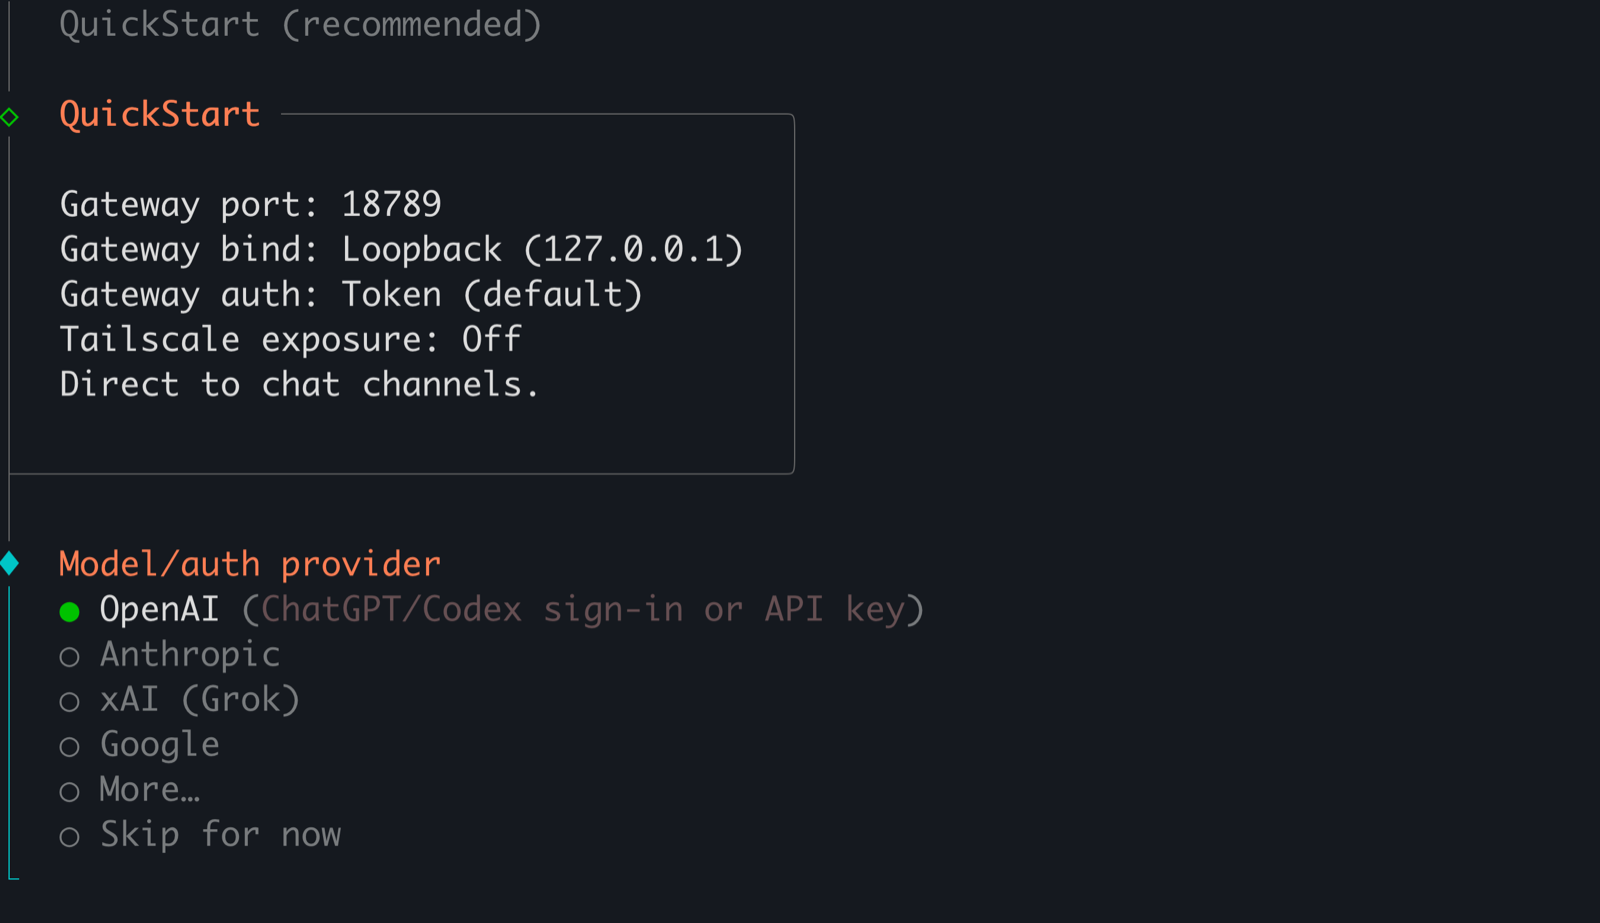 QuickStart (recommended)
QuickStart
Gateway port: 18789
Gateway bind: Loopback (127.0.0.1)
Gateway auth: Token (default)
Tailscale exposure: Off
Direct to chat channels.
Model/auth provider
● OpenAI (ChatGPT/Codex sign-in or API key)
○ Anthropic
○ xAI (Grok)
○ Google
○ More…
○ Skip for now